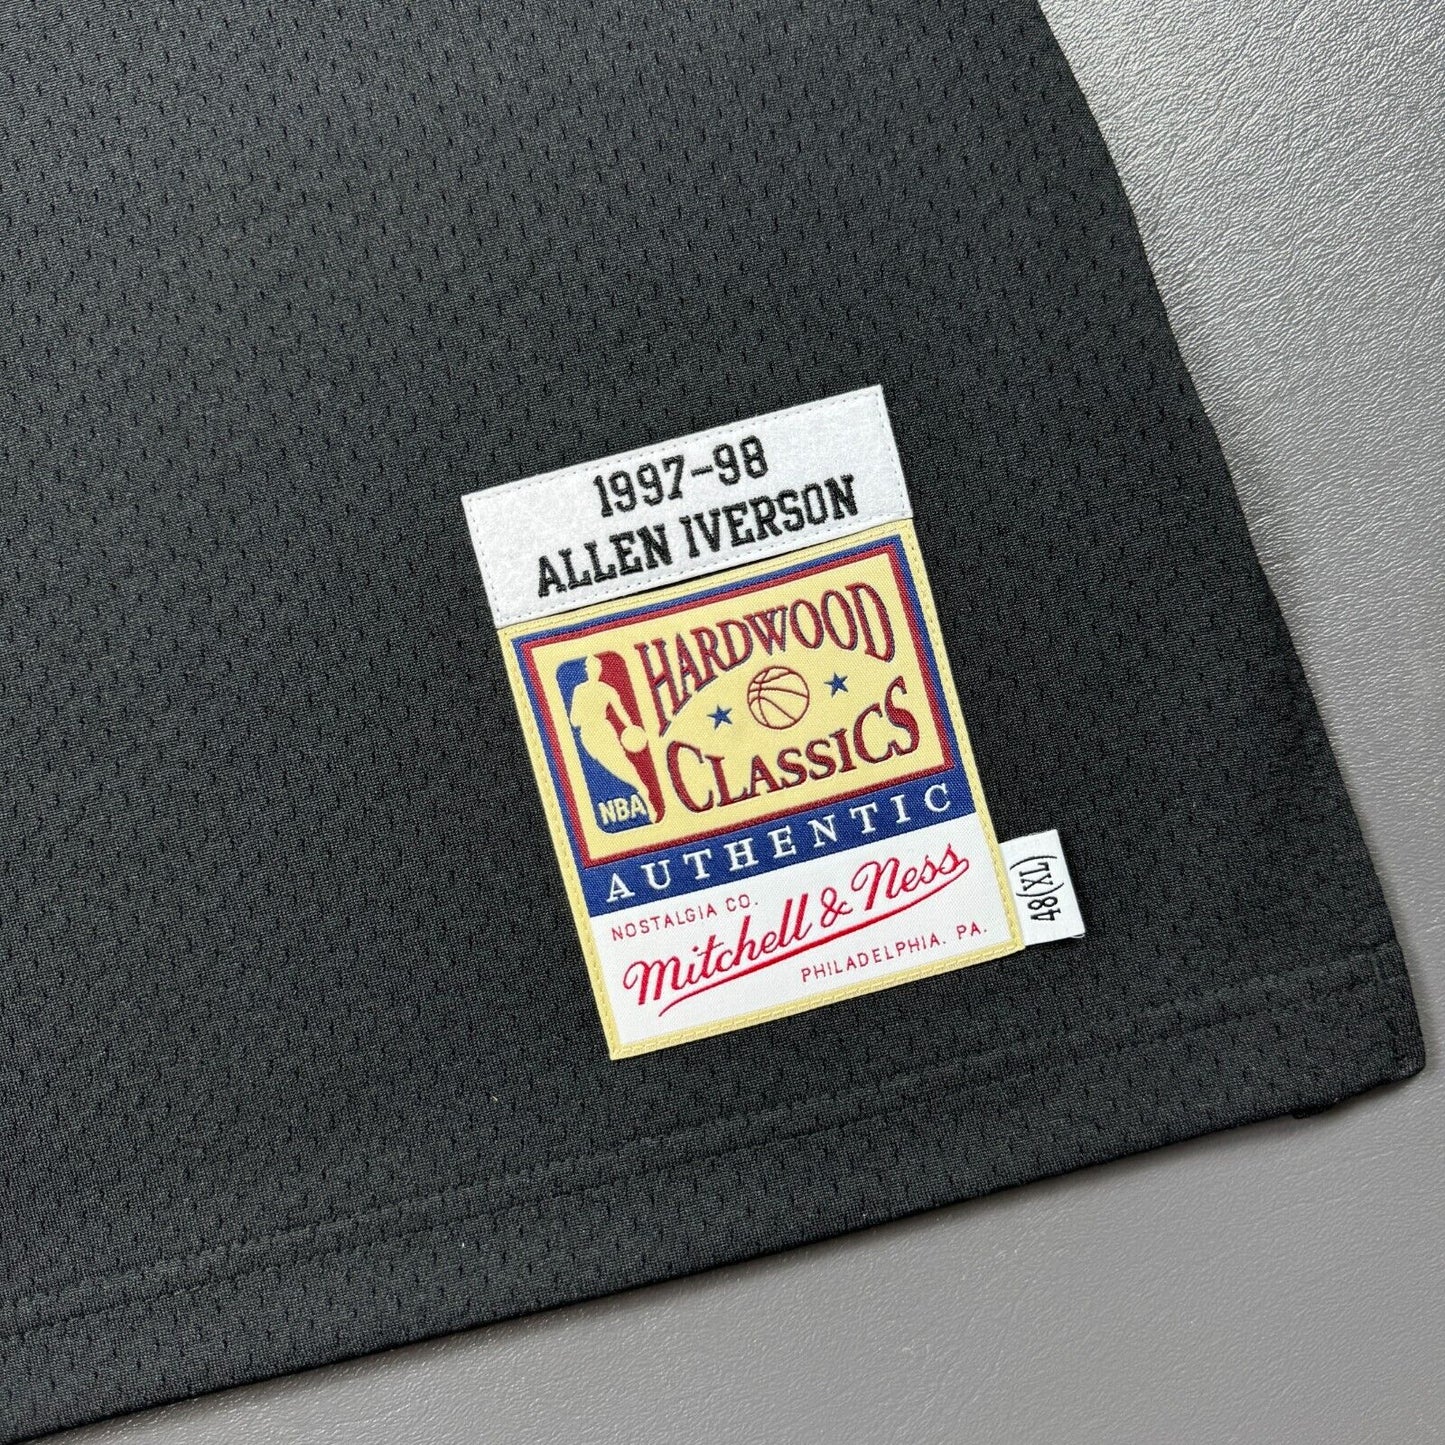 1997-98
ALLEN IVERSON
HARDWOOD
CLASSICS
NBA
AUTHENTIC
NOSTALGIA CO.
Mitchell & Ness
PHILADELPHIA, PA.
48(XL)